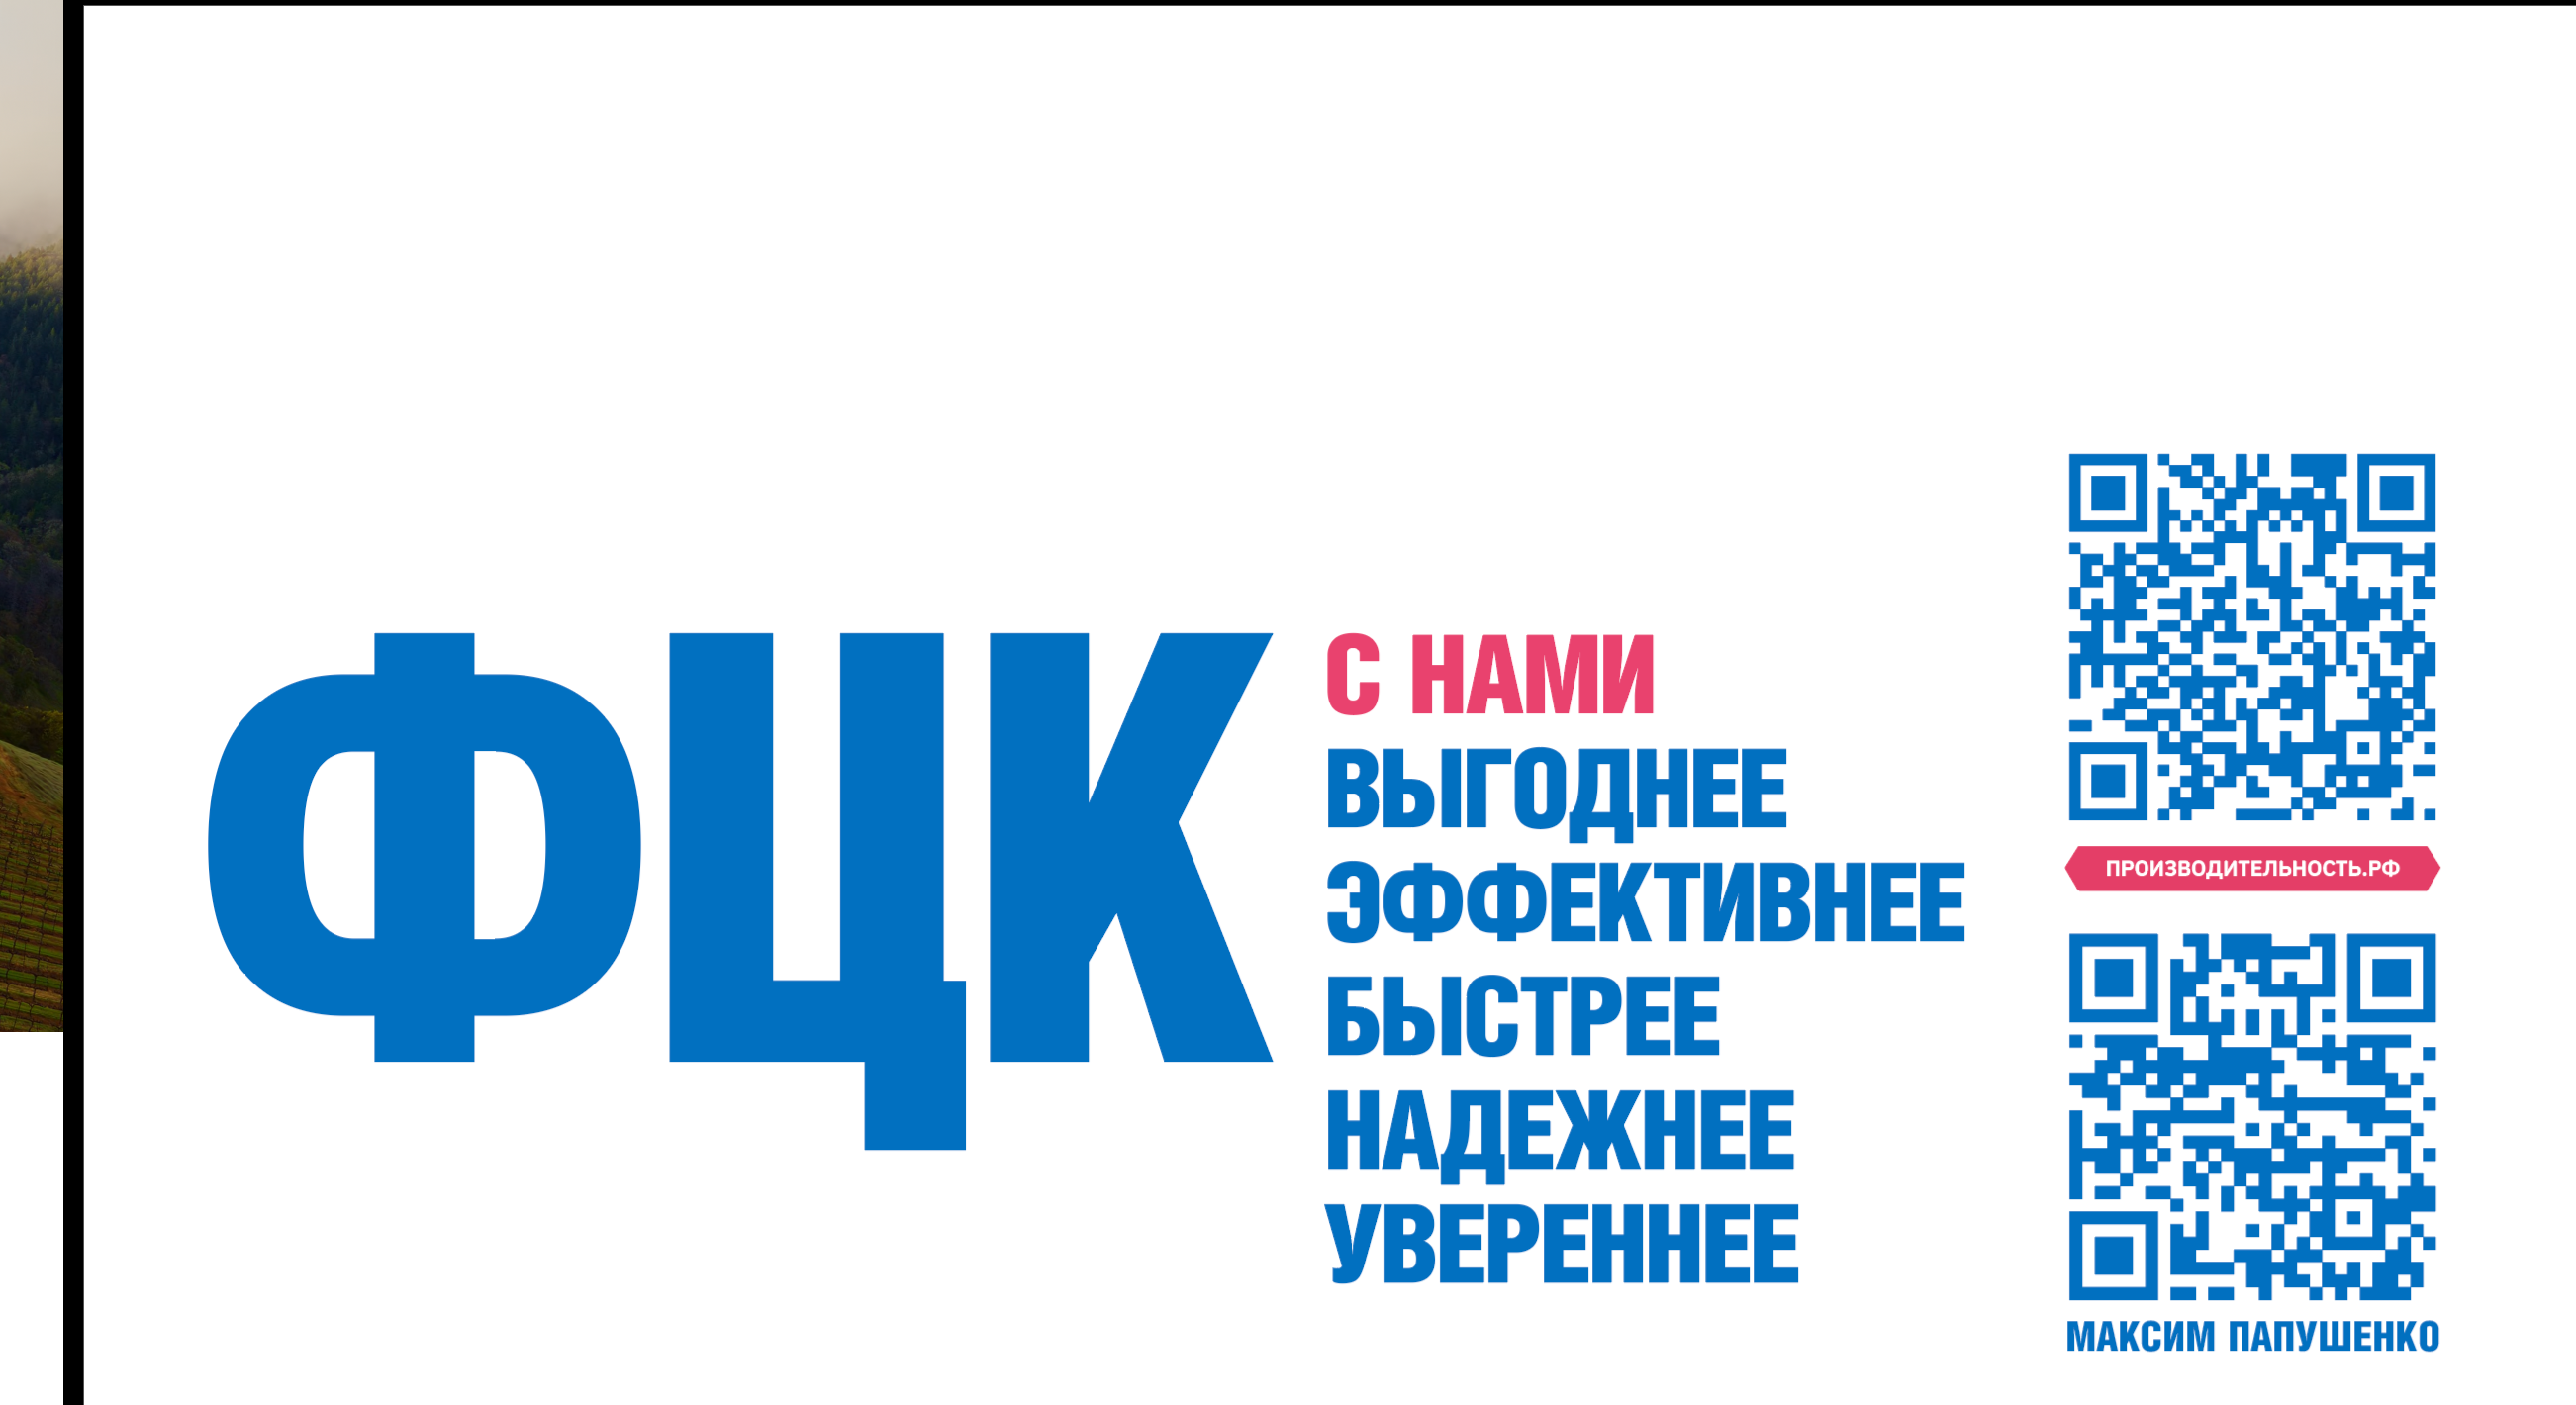 ФЦК
С НАМИ
ВЫГОДНЕЕ
ЭФФЕКТИВНЕЕ
БЫСТРЕЕ
НАДЕЖНЕЕ
УВЕРЕННЕЕ
ПРОИЗВОДИТЕЛЬНОСТЬ.РФ
МАКСИМ ПАПУШЕНКО